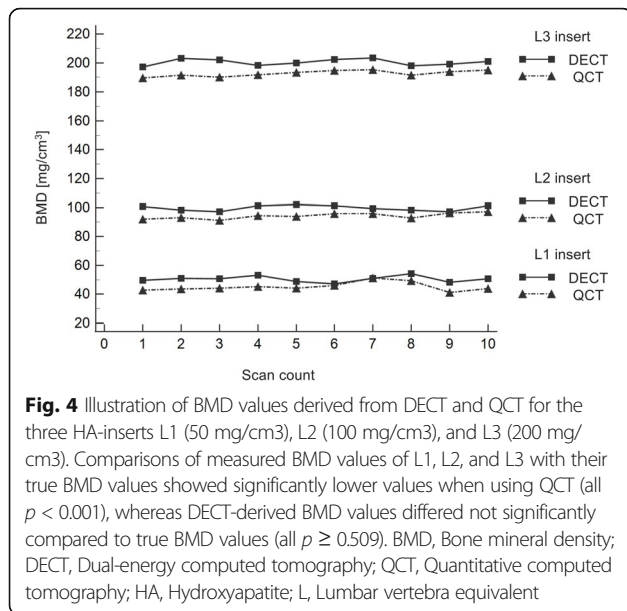 220
200
180
160
140
120
100
80
60
40
20
BMD [mg/cm³]
0 1 2 3 4 5 6 7 8 9 10
Scan count
L3 insert
DECT
QCT
L2 insert
DECT
QCT
L1 insert
DECT
QCT
Fig. 4 Illustration of BMD values derived from DECT and QCT for the
three HA-inserts L1 (50 mg/cm3), L2 (100 mg/cm3), and L3 (200 mg/
cm3). Comparisons of measured BMD values of L1, L2, and L3 with their
true BMD values showed significantly lower values when using QCT (all
p < 0.001), whereas DECT-derived BMD values differed not significantly
compared to true BMD values (all p ≥ 0.509). BMD, Bone mineral density;
DECT, Dual-energy computed tomography; QCT, Quantitative computed
tomography; HA, Hydroxyapatite; L, Lumbar vertebra equivalent